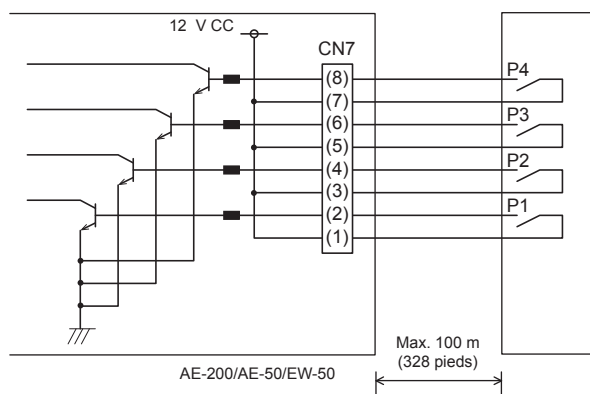 12 V CC
CN7
(8)
P4
(7)
(6)
P3
(5)
(4)
P2
(3)
(2)
P1
(1)
Max. 100 m
(328 pieds)
AE-200/AE-50/EW-50